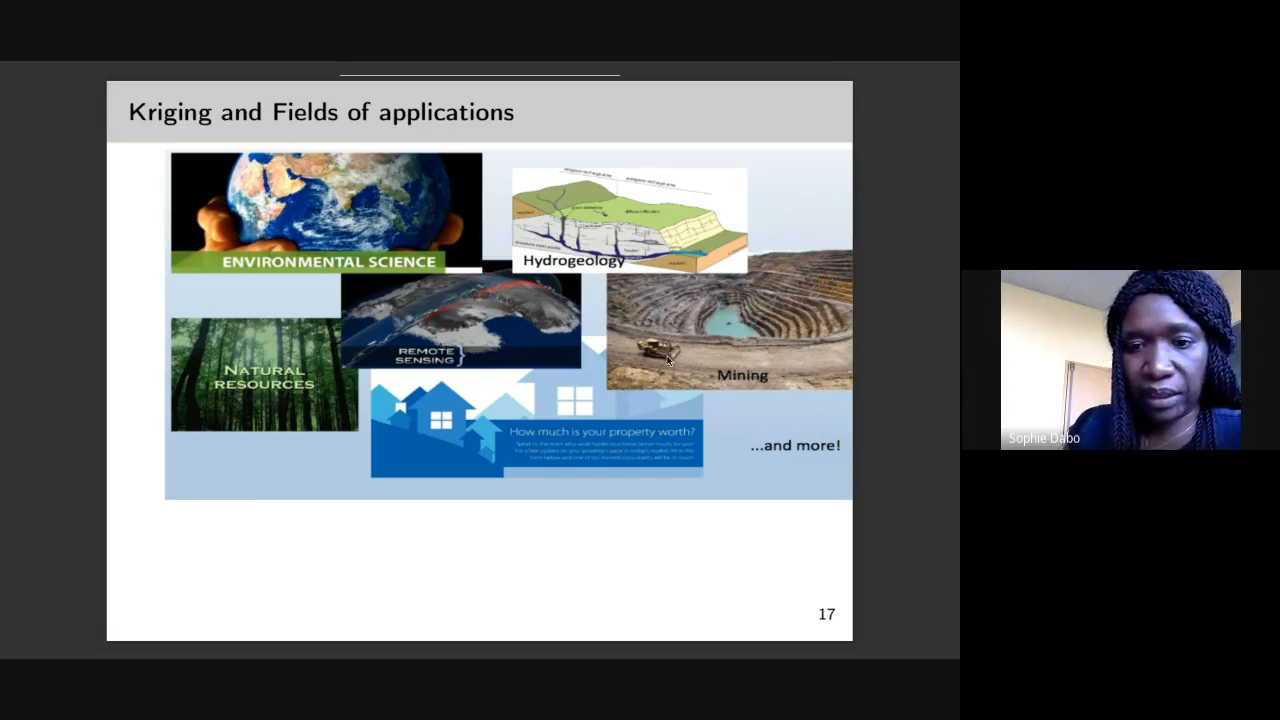 Kriging and Fields of applications
ENVIRONMENTAL SCIENCE
Hydrogeology
REMOTE
SENSING
NATURAL
RESOURCES
Mining
How much is your property worth?
...and more!
17
Sophie Dabo